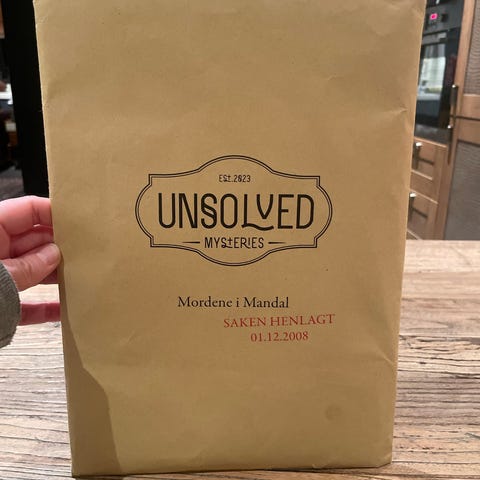 Est. 2023
UNSOLVED
MYSTERIES
Mordene i Mandal
SAKEN HENLAGT
01.12.2008